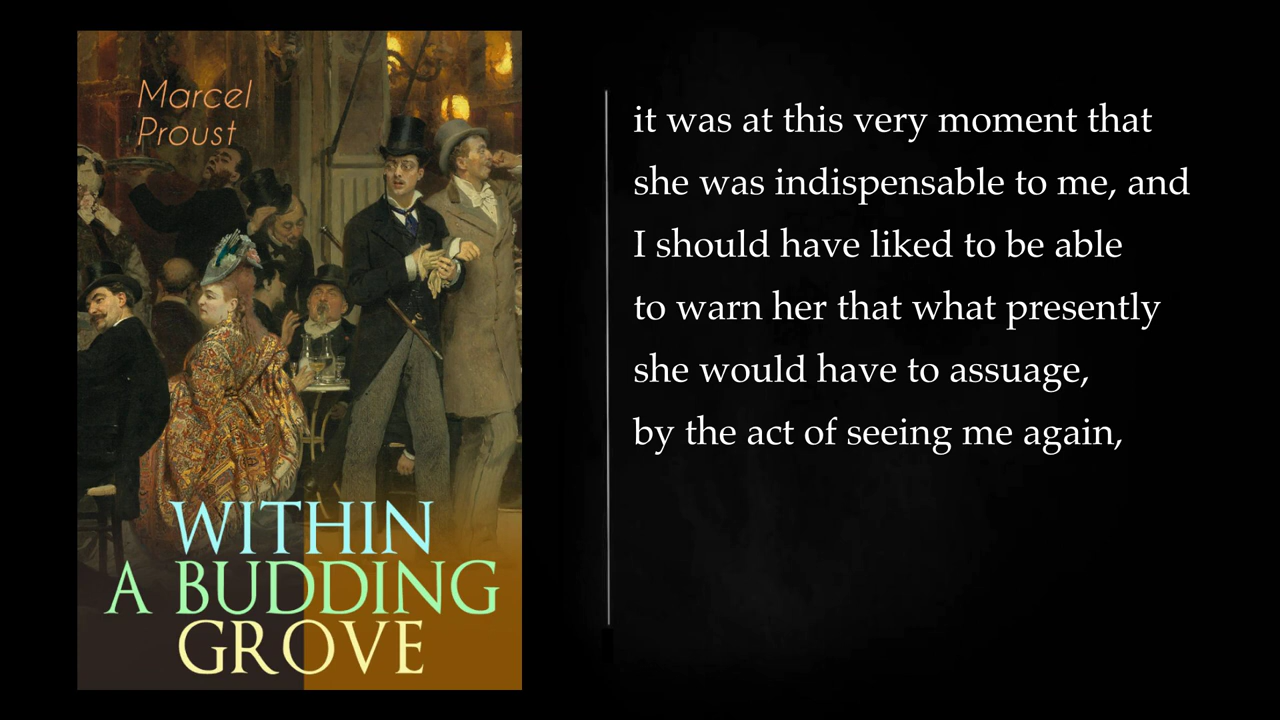 Marcel
Proust
WITHIN
A BUDDING
GROVE
it was at this very moment that
she was indispensable to me, and
I should have liked to be able
to warn her that what presently
she would have to assuage,
by the act of seeing me again,